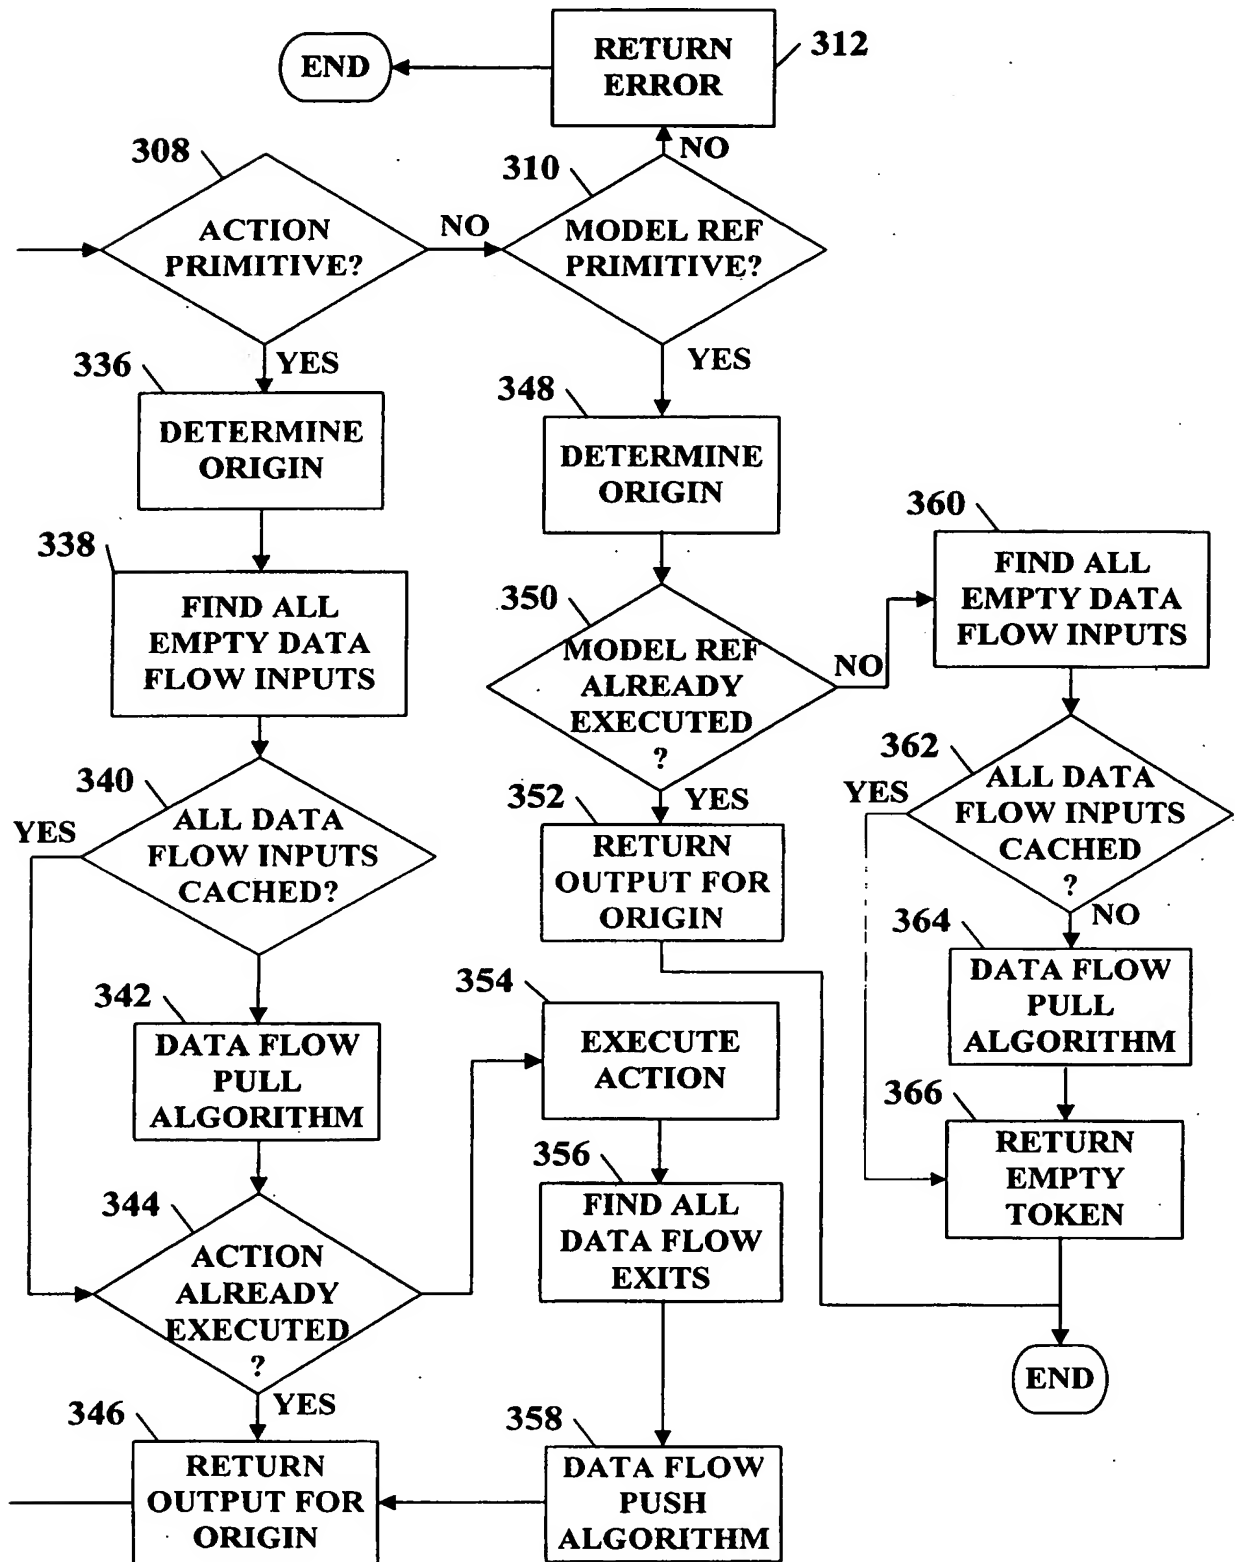 END
RETURN
ERROR
312
308
310
NO
ACTION
PRIMITIVE?
NO
MODEL REF
PRIMITIVE?
336
YES
348
YES
DETERMINE
ORIGIN
DETERMINE
ORIGIN
360
338
FIND ALL
EMPTY DATA
FLOW INPUTS
350
FIND ALL
EMPTY DATA
FLOW INPUTS
MODEL REF
ALREADY
EXECUTED
?
NO
340
YES
ALL DATA
FLOW INPUTS
CACHED?
352
YES
RETURN
OUTPUT FOR
ORIGIN
362
YES
ALL DATA
FLOW INPUTS
CACHED
?
NO
342
DATA FLOW
PULL
ALGORITHM
354
EXECUTE
ACTION
364
DATA FLOW
PULL
ALGORITHM
366
RETURN
EMPTY
TOKEN
344
ACTION
ALREADY
EXECUTED
?
356
FIND ALL
DATA FLOW
EXITS
END
346
YES
RETURN
OUTPUT FOR
ORIGIN
358
DATA FLOW
PUSH
ALGORITHM